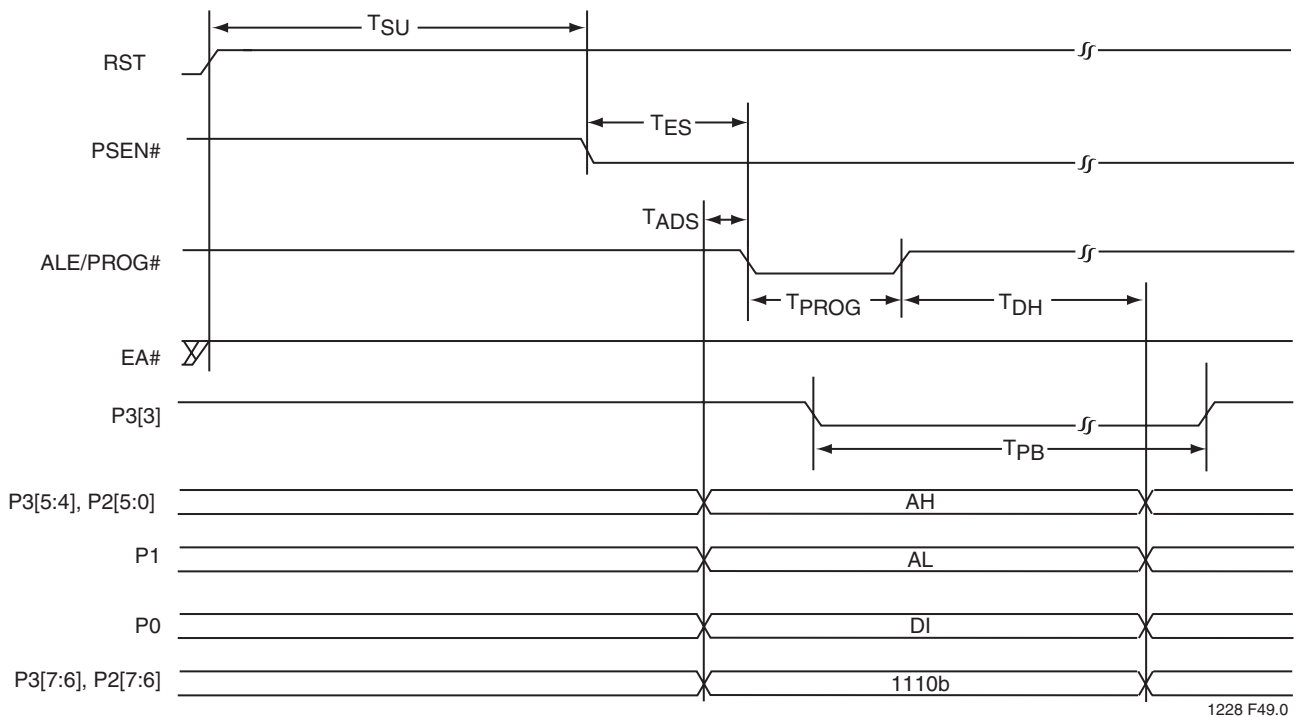 TSU
RST
TES
PSEN#
TADS
ALE/PROG#
TPROG
TDH
EA#
P3[3]
TPB
P3[5:4], P2[5:0]
AH
P1
AL
P0
DI
P3[7:6], P2[7:6]
1110b
1228 F49.0